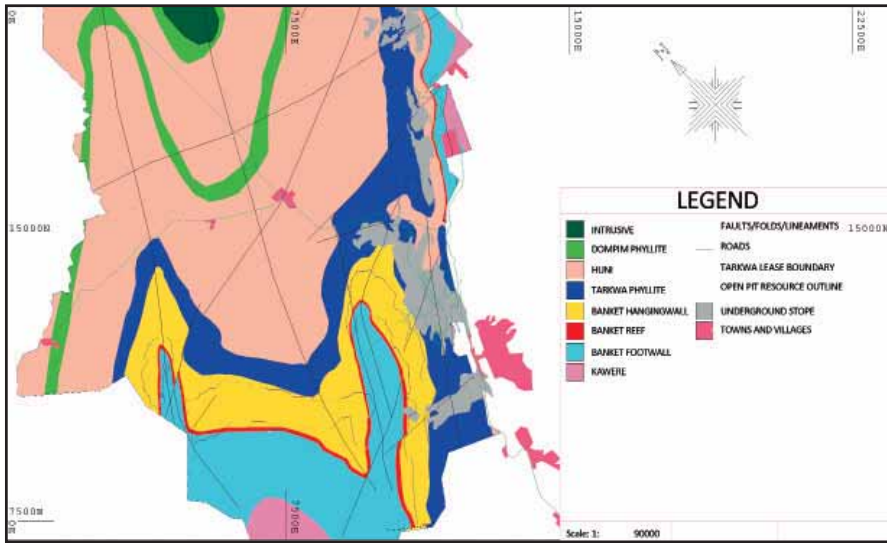 7500E
15000E
22500E
15000N
15000N
7500N
7500E
LEGEND
INTRUSIVE
DOMPIM PHYLLITE
HUNI
TARKWA PHYLLITE
BANKET HANGINGWALL
BANKET REEF
BANKET FOOTWALL
KAWERE
FAULTS/FOLDS/LINEAMENTS
ROADS
TARKWA LEASE BOUNDARY
OPEN PIT RESOURCE OUTLINE
UNDERGROUND STOPE
TOWNS AND VILLAGES
Scale: 1: 90000